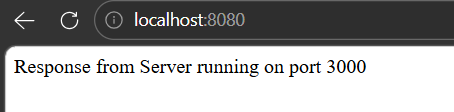 localhost:8080
Response from Server running on port 3000